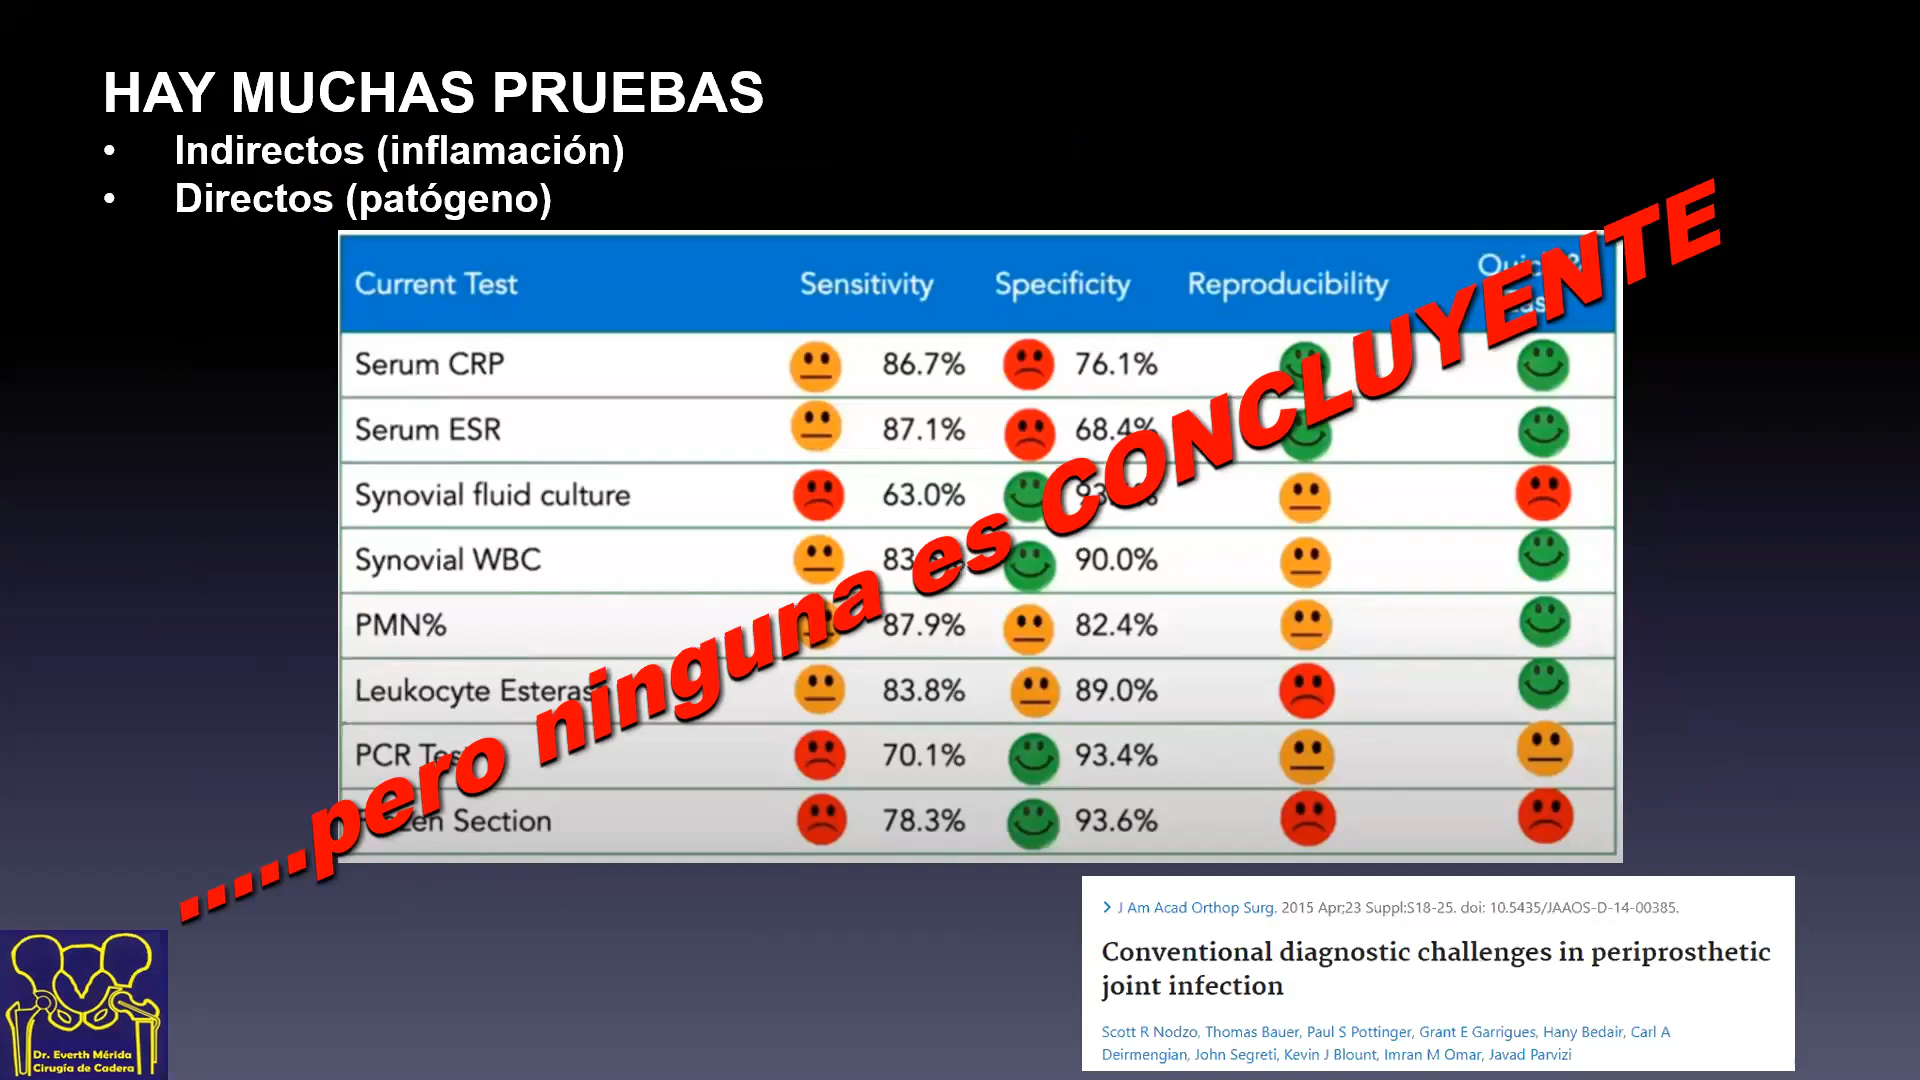 HAY MUCHAS PRUEBAS
• Indirectos (inflamación)
• Directos (patógeno)
Current Test Sensitivity Specificity Reproducibility
Serum CRP 86.7% 76.1%
Serum ESR 87.1% 68.4%
Synovial fluid culture 63.0%
Synovial WBC 90.0%
PMN% 87.9% 82.4%
Leukocyte 83.8% 89.0%
PCR 70.1% 93.4%
Section 78.3% 93.6%
.....pero ninguna es CONCLUYENTE
> J Am Acad Orthop Surg. 2015 Apr;23 Suppl:S18-25. doi: 10.5435/JAAOS-D-14-00385.
Conventional diagnostic challenges in periprosthetic
joint infection
Scott R Nodzo, Thomas Bauer, Paul S Pottinger, Grant E Garrigues, Hany Bedair, Carl A
Deirmengian, John Segreti, Kevin J Blount, Imran M Omar, Javad Parvizi
Dr. Everth Mérida
Cirugía de Cadera